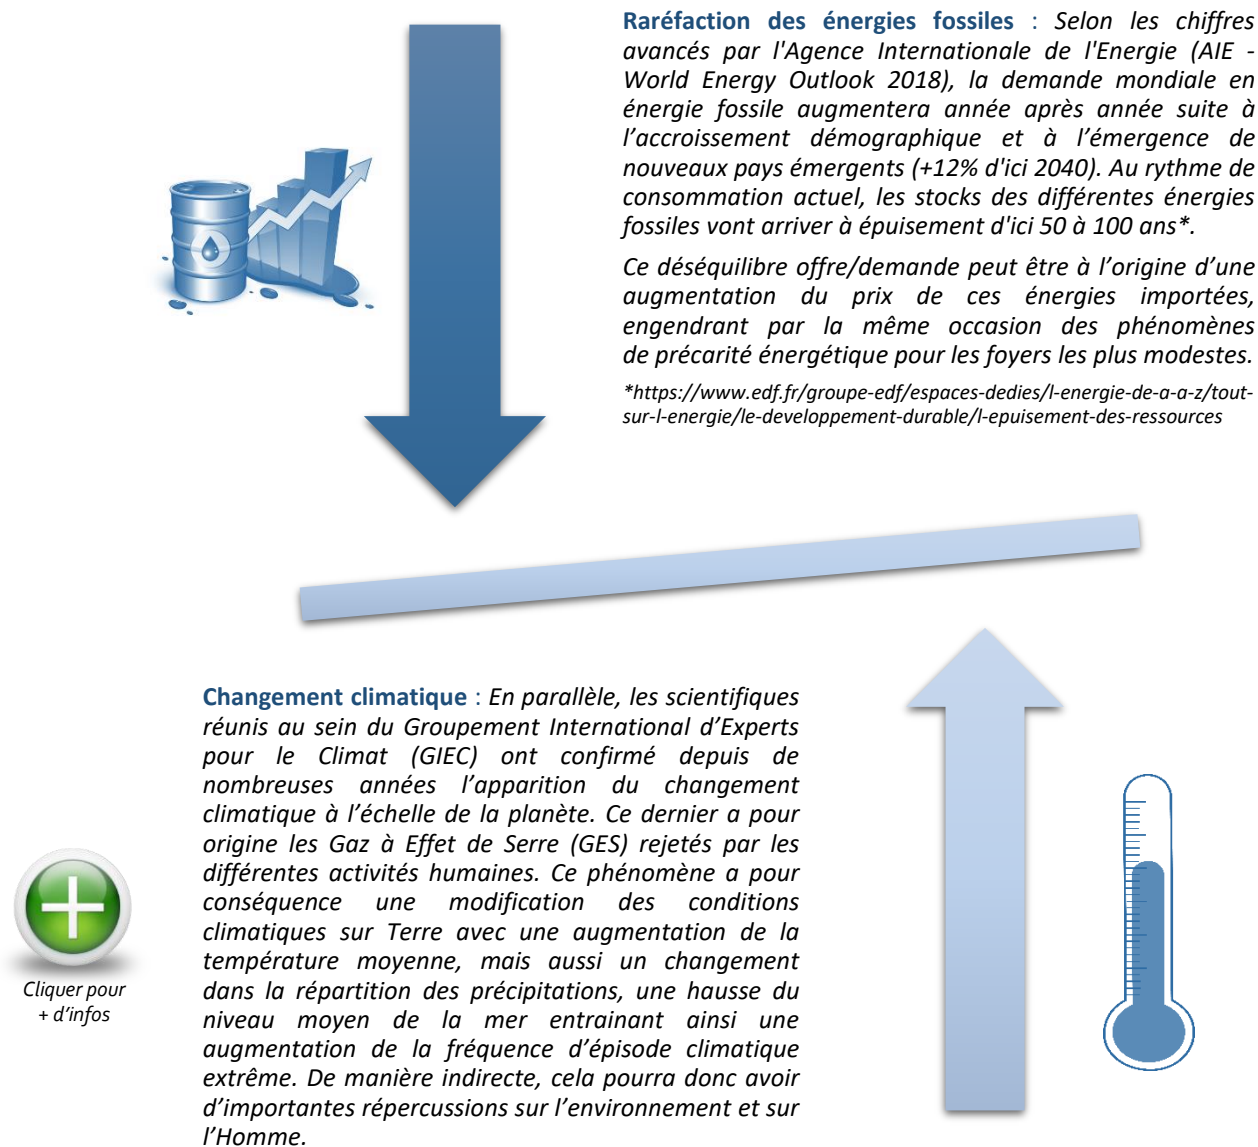 Raréfaction des énergies fossiles : Selon les chiffres
avancés par l'Agence Internationale de l'Energie (AIE -
World Energy Outlook 2018), la demande mondiale en
énergie fossile augmentera année après année suite à
l’accroissement démographique et à l’émergence de
nouveaux pays émergents (+12% d'ici 2040). Au rythme de
consommation actuel, les stocks des différentes énergies
fossiles vont arriver à épuisement d'ici 50 à 100 ans*.
Ce déséquilibre offre/demande peut être à l’origine d’une
augmentation du prix de ces énergies importées,
engendrant par la même occasion des phénomènes
de précarité énergétique pour les foyers les plus modestes.
*https://www.edf.fr/groupe-edf/espaces-dedies/l-energie-de-a-a-z/tout-
sur-l-energie/le-developpement-durable/l-epuisement-des-ressources
Changement climatique : En parallèle, les scientifiques
réunis au sein du Groupement International d’Experts
pour le Climat (GIEC) ont confirmé depuis de
nombreuses années l’apparition du changement
climatique à l’échelle de la planète. Ce dernier a pour
origine les Gaz à Effet de Serre (GES) rejetés par les
différentes activités humaines. Ce phénomène a pour
conséquence une modification des conditions
climatiques sur Terre avec une augmentation de la
température moyenne, mais aussi un changement
dans la répartition des précipitations, une hausse du
niveau moyen de la mer entrainant ainsi une
augmentation de la fréquence d’épisode climatique
extrême. De manière indirecte, cela pourra donc avoir
d’importantes répercussions sur l’environnement et sur
l’Homme.
Cliquer pour
+ d’infos